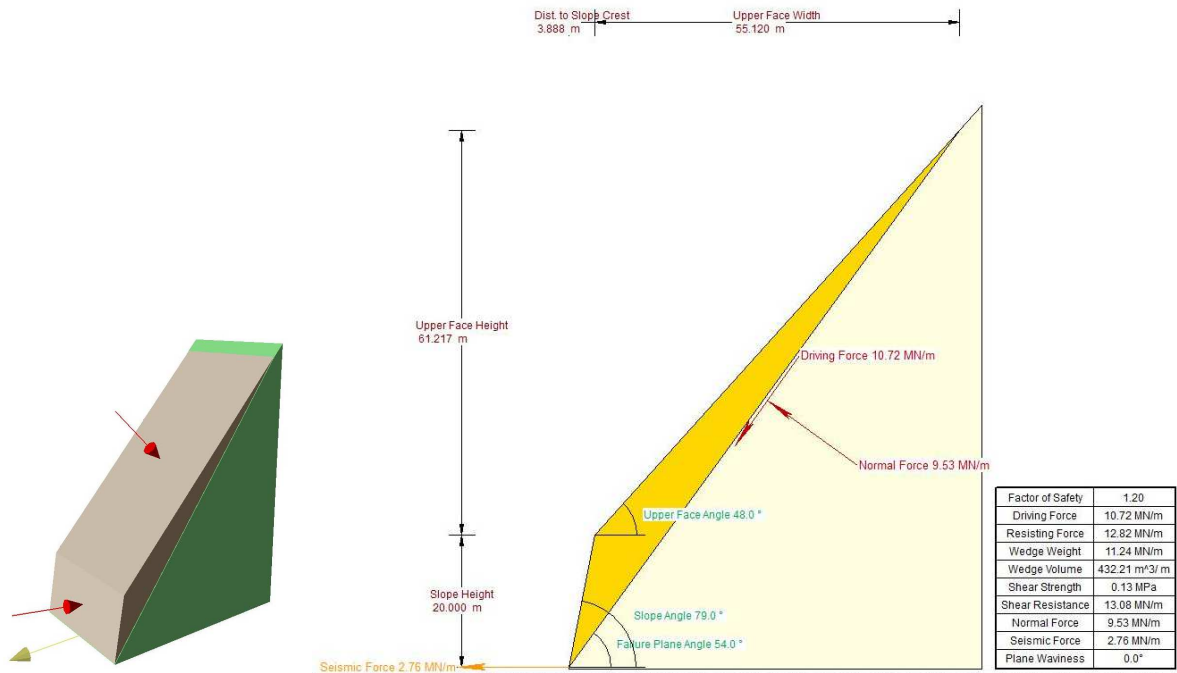 Dist. to Slope Crest
3.888 m
Upper Face Width
55.120 m
Upper Face Height
61.217 m
Driving Force 10.72 MN/m
Normal Force 9.53 MN/m
Upper Face Angle 48.0 °
Slope Height
20.000 m
Slope Angle 79.0 °
Failure Plane Angle 54.0 °
Seismic Force 2.76 MN/m
Factor of Safety 1.20
Driving Force 10.72 MN/m
Resisting Force 12.82 MN/m
Wedge Weight 11.24 MN/m
Wedge Volume 432.21 m^3/ m
Shear Strength 0.13 MPa
Shear Resistance 13.08 MN/m
Normal Force 9.53 MN/m
Seismic Force 2.76 MN/m
Plane Waviness 0.0°